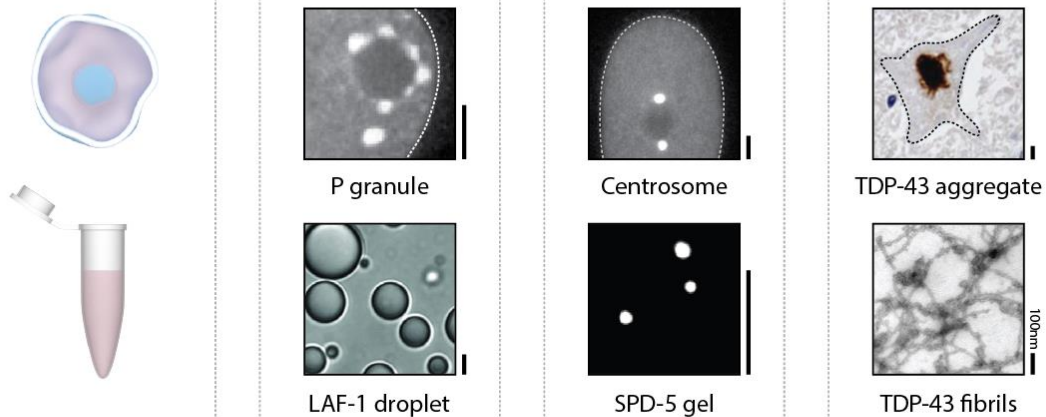 P granule
Centrosome
TDP-43 aggregate
100nm
LAF-1 droplet
SPD-5 gel
TDP-43 fibrils